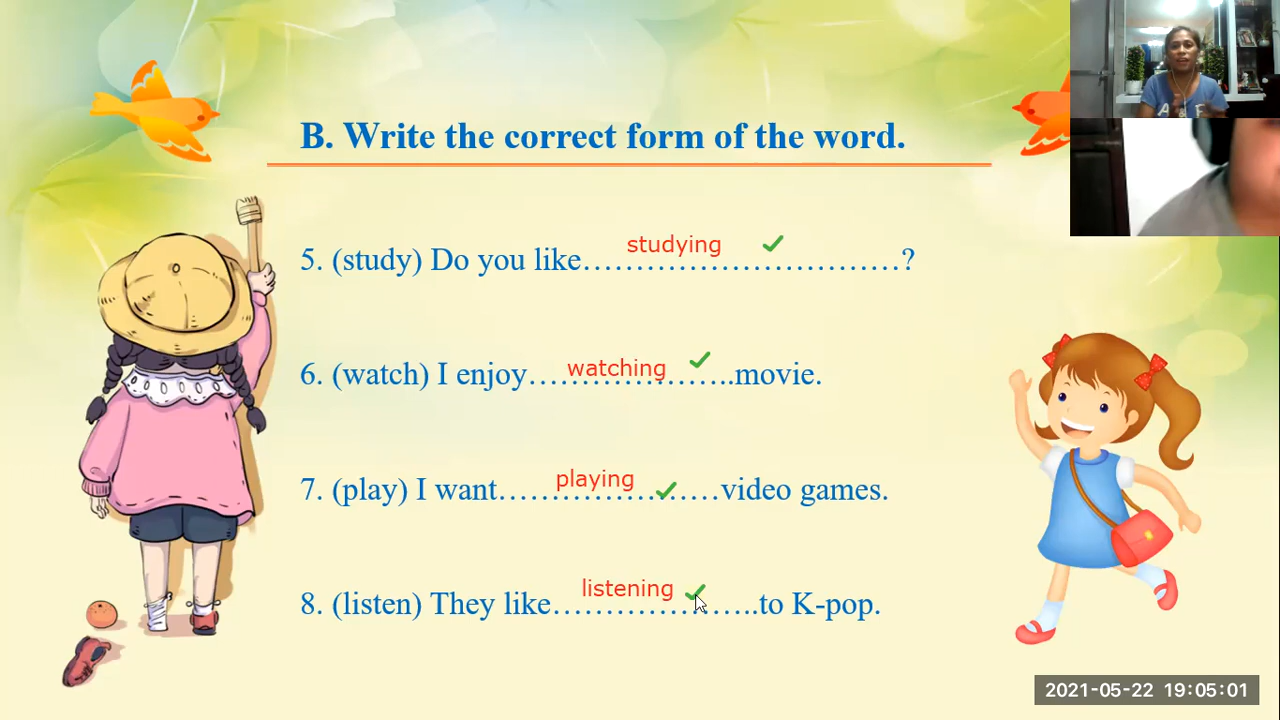 B. Write the correct form of the word.
5. (study) Do you like studying ✓……………………………?
6. (watch) I enjoy watching ✓…………………..movie.
7. (play) I want playing ✓……………………video games.
8. (listen) They like listening ✓…………………..to K-pop.
2021-05-22 19:05:01